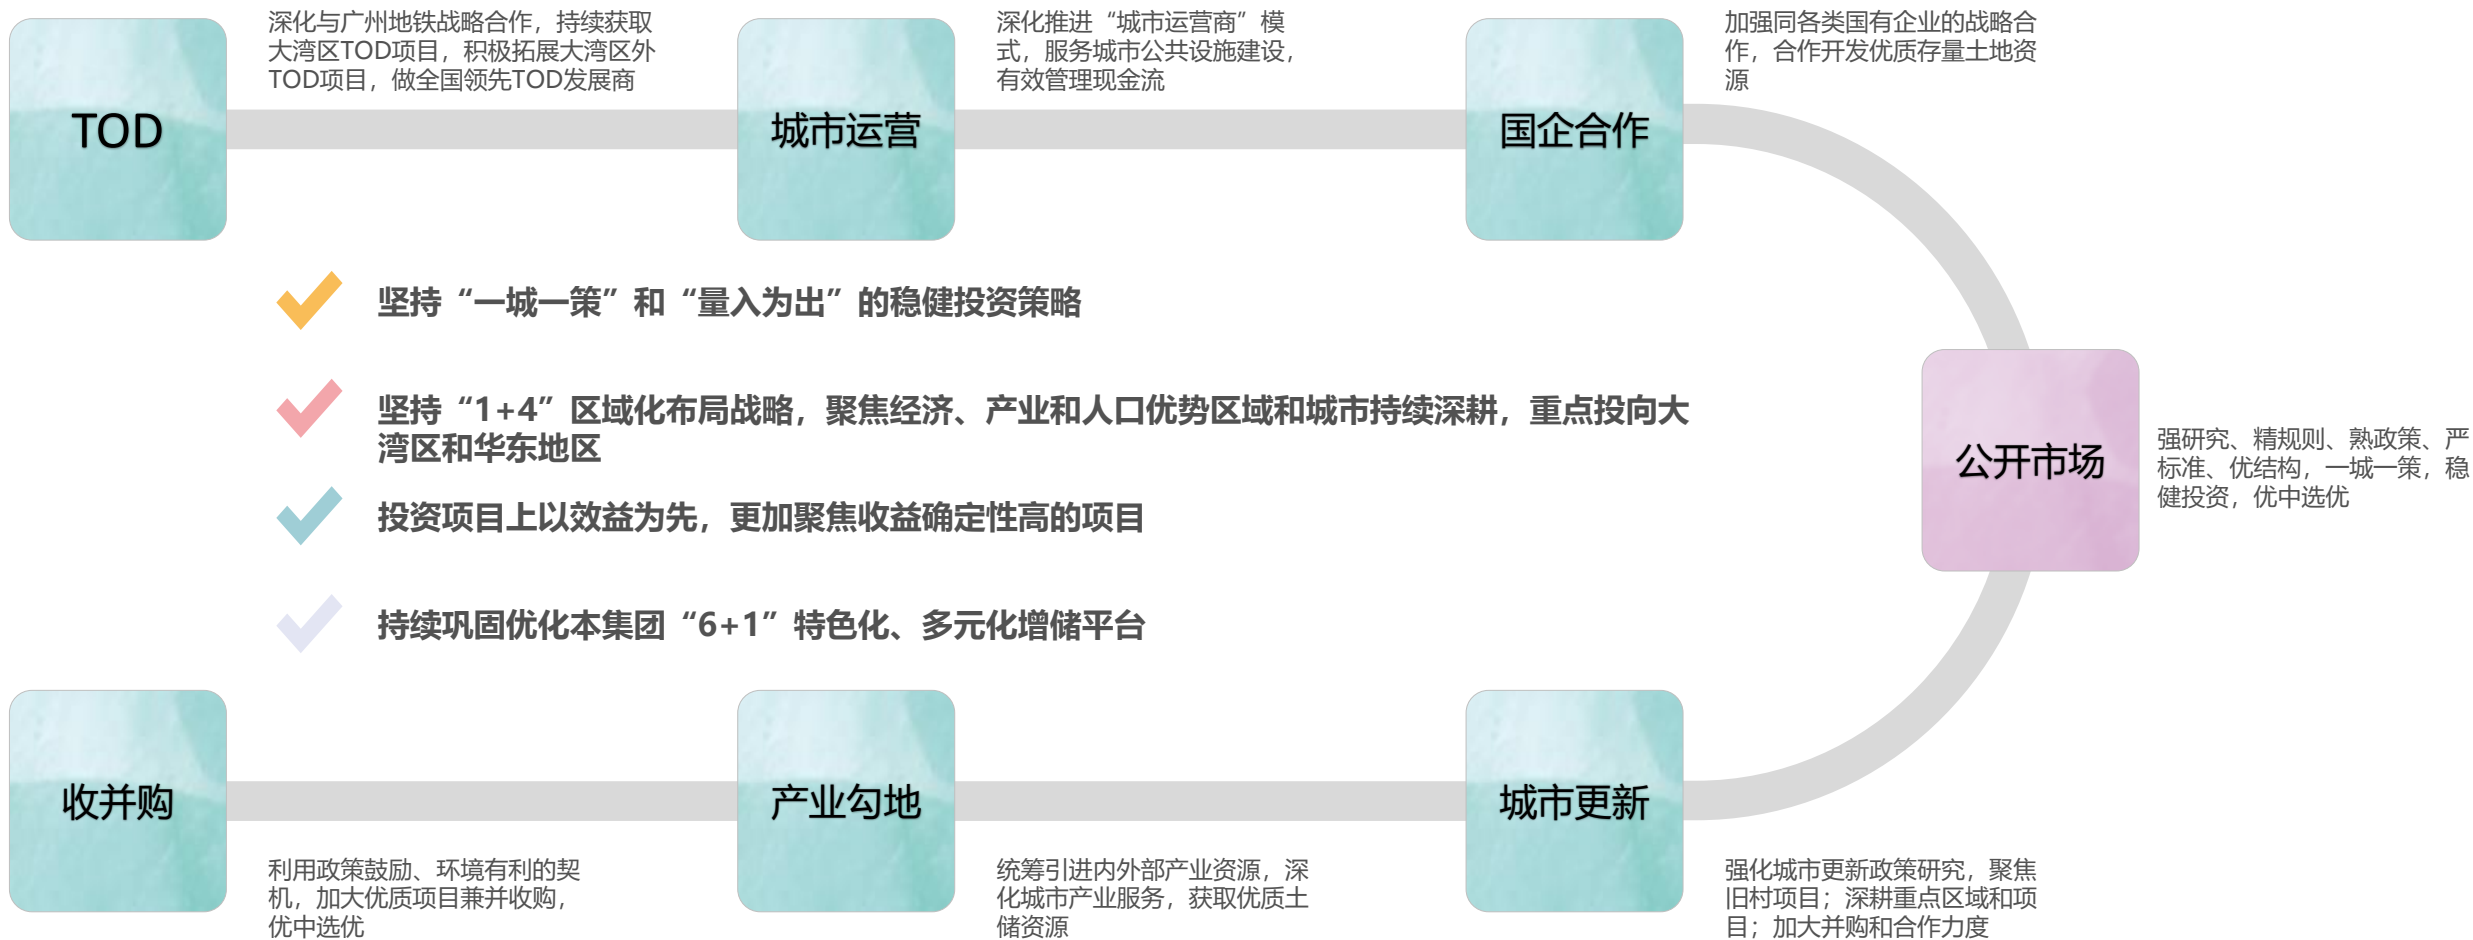 TOD
深化与广州地铁战略合作，持续获取
大湾区TOD项目，积极拓展大湾区外
TOD项目，做全国领先TOD发展商
城市运营
深化推进“城市运营商”模
式，服务城市公共设施建设，
有效管理现金流
国企合作
加强同各类国有企业的战略合
作，合作开发优质存量土地资
源
坚持“一城一策”和“量入为出”的稳健投资策略
坚持“1+4”区域化布局战略，聚焦经济、产业和人口优势区域和城市持续深耕，重点投向大
湾区和华东地区
投资项目上以效益为先，更加聚焦收益确定性高的项目
持续巩固优化本集团“6+1”特色化、多元化增储平台
公开市场
强研究、精规则、熟政策、严
标准、优结构，一城一策，稳
健投资，优中选优
收并购
利用政策鼓励、环境有利的契
机，加大优质项目兼并收购，
优中选优
产业勾地
统筹引进内外部产业资源，深
化城市产业服务，获取优质土
储资源
城市更新
强化城市更新政策研究，聚焦
旧村项目；深耕重点区域和项
目；加大并购和合作力度